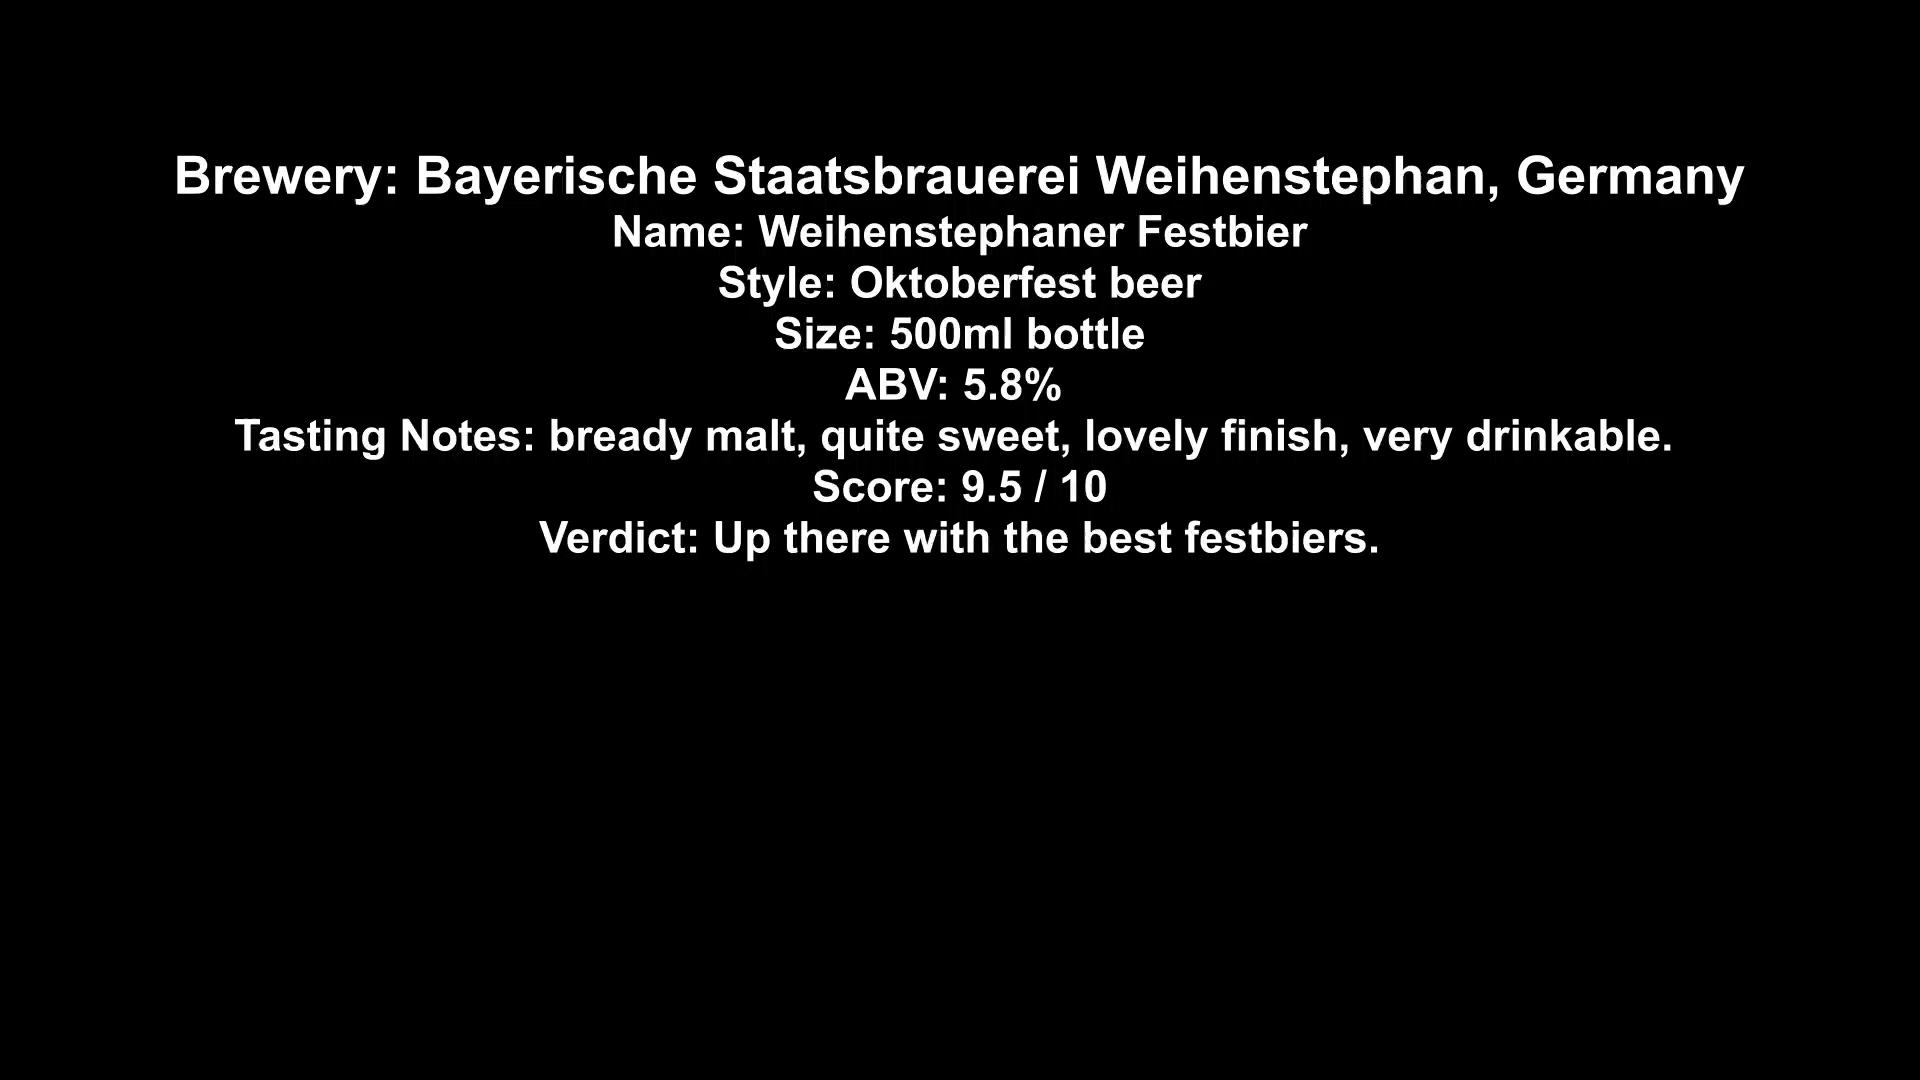 Brewery: Bayerische Staatsbrauerei Weihenstephan, Germany
Name: Weihenstephaner Festbier
Style: Oktoberfest beer
Size: 500ml bottle
ABV: 5.8%
Tasting Notes: bready malt, quite sweet, lovely finish, very drinkable.
Score: 9.5 / 10
Verdict: Up there with the best festbiers.